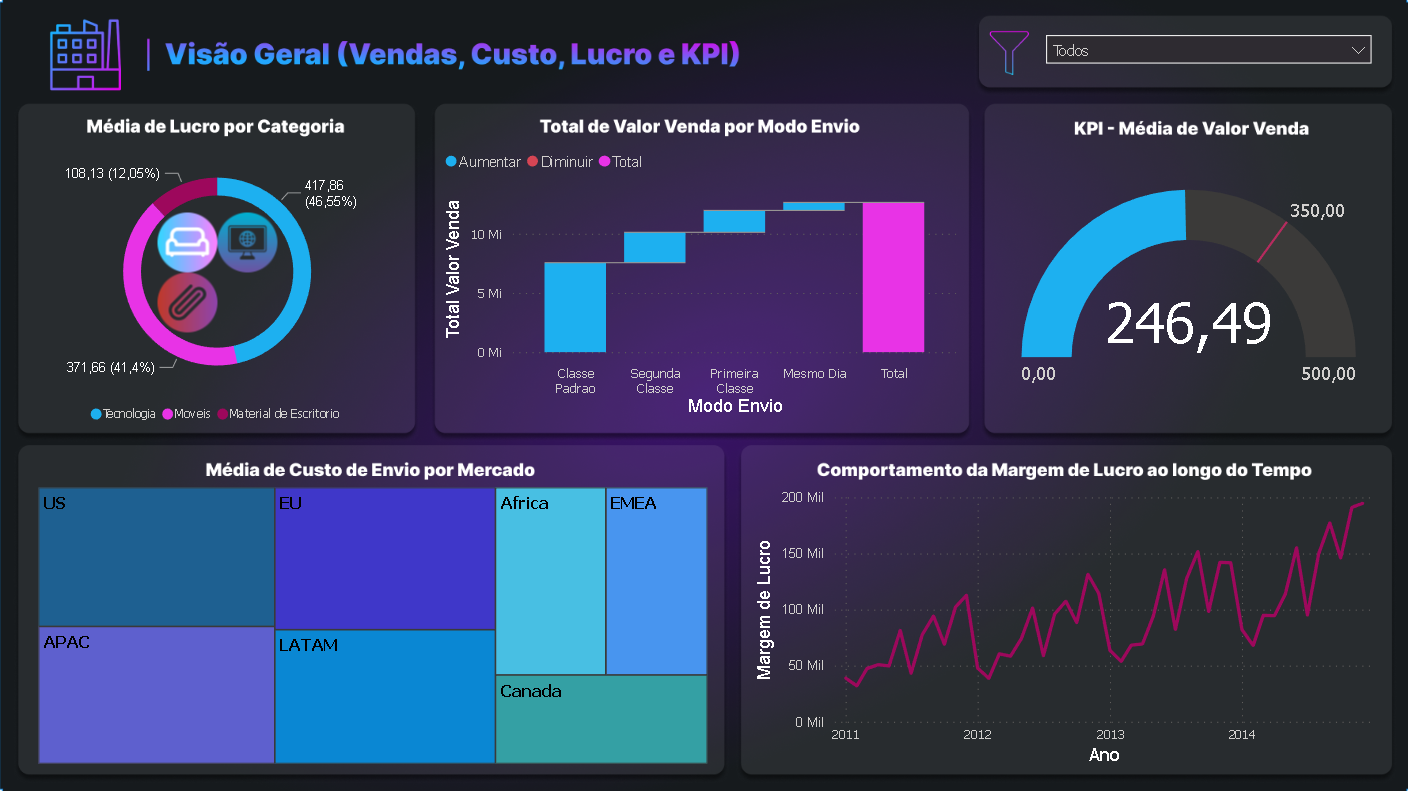 Visão Geral (Vendas, Custo, Lucro e KPI)
Todos
Média de Lucro por Categoria
108,13 (12,05%)
417,86
(46,55%)
371,66 (41,4%)
Tecnologia Moveis Material de Escritorio
Total de Valor Venda por Modo Envio
Aumentar Diminuir Total
Total Valor Venda
10 Mi
5 Mi
0 Mi
Classe
Padrao
Segunda
Classe
Primeira
Classe
Mesmo Dia
Total
Modo Envio
KPI - Média de Valor Venda
350,00
246,49
0,00
500,00
Média de Custo de Envio por Mercado
US
EU
Africa
EMEA
APAC
LATAM
Canada
Comportamento da Margem de Lucro ao longo do Tempo
Margem de Lucro
200 Mil
150 Mil
100 Mil
50 Mil
0 Mil
2011
2012
2013
2014
Ano